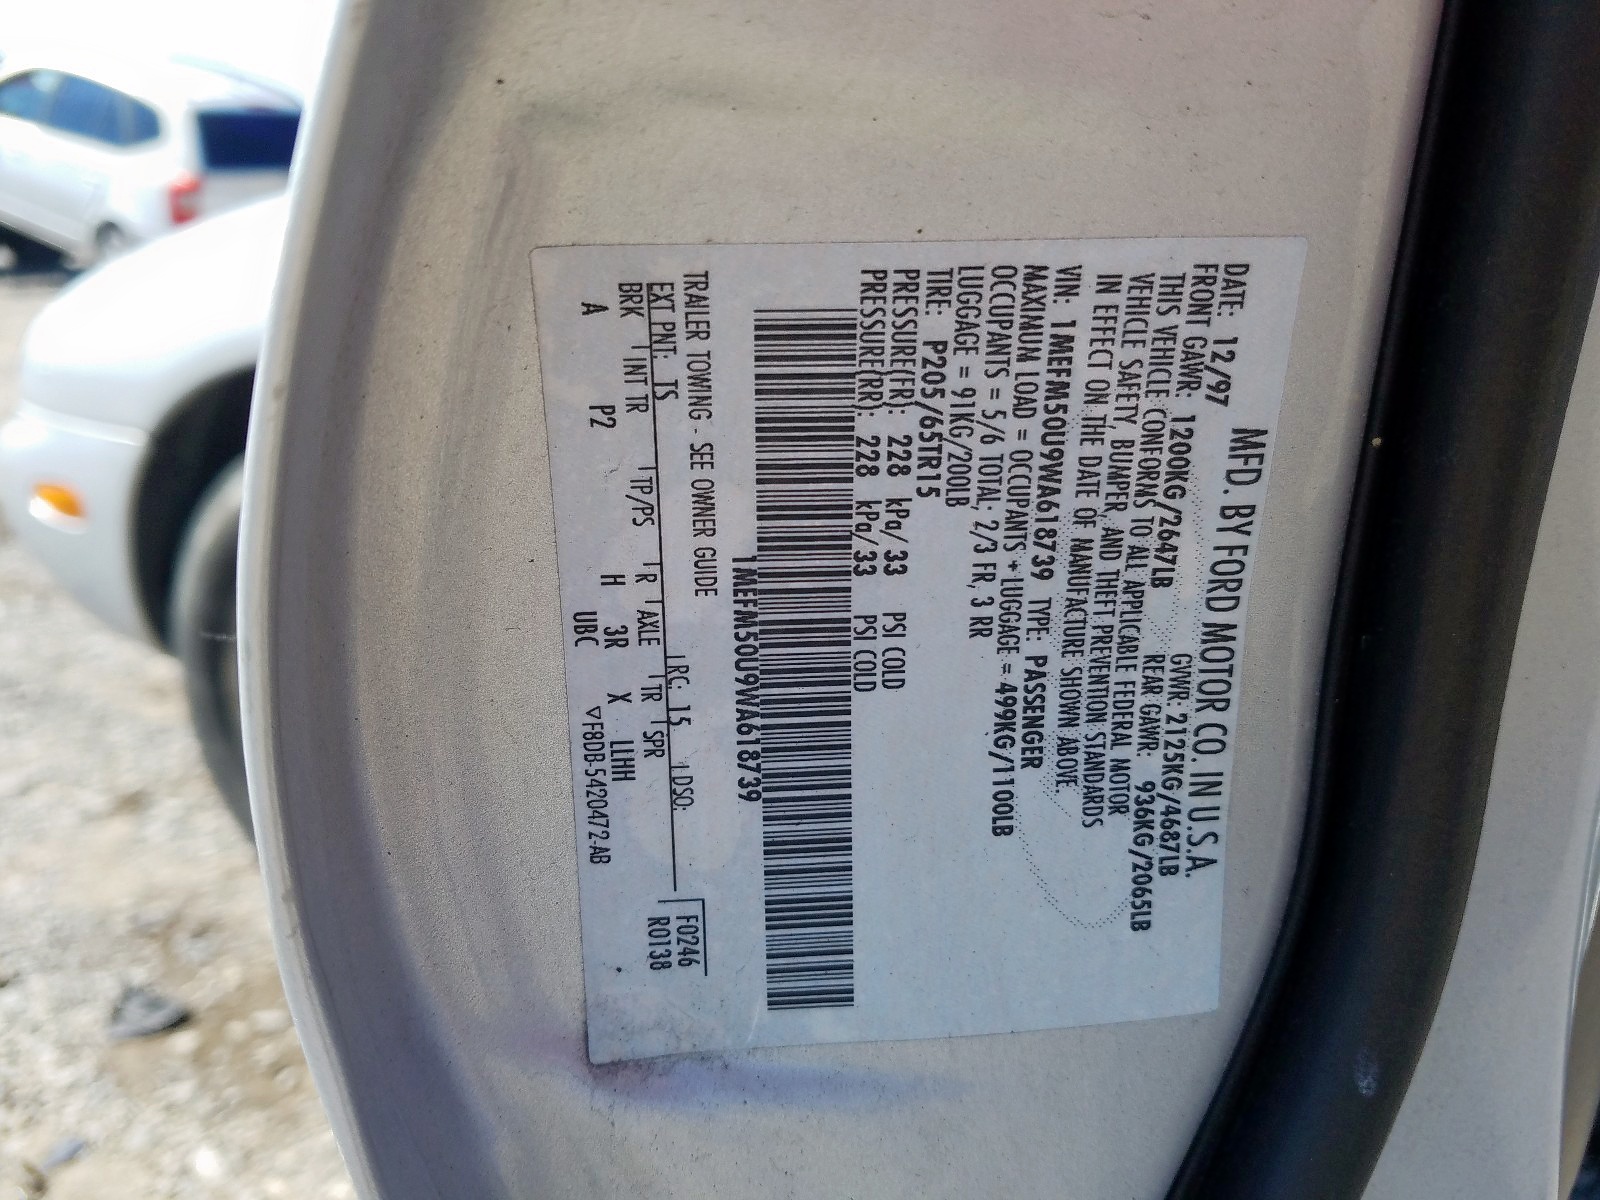 MFD. BY FORD MOTOR CO. IN U.S.A.
DATE: 12/97 GVWR: 2125KG/4687LB
FRONT GAWR: 1200KG/2647LB REAR GAWR: 936KG/2065LB
THIS VEHICLE CONFORMS TO ALL APPLICABLE FEDERAL MOTOR
VEHICLE SAFETY, BUMPER, AND THEFT PREVENTION STANDARDS
IN EFFECT ON THE DATE OF MANUFACTURE SHOWN ABOVE.
VIN: 1MEFM50U9WA618739 TYPE: PASSENGER
MAXIMUM LOAD = OCCUPANTS + LUGGAGE = 499KG/1100LB
OCCUPANTS = 5/6 TOTAL; 2/3 FR, 3 RR
LUGGAGE = 91KG/200LB
TIRE: P205/65TR15
PRESSURE(FR): 228 kPa/33 PSI COLD
PRESSURE(RR): 228 kPa/33 PSI COLD
1MEFM50U9WA618739
TRAILER TOWING - SEE OWNER GUIDE
F0246
EXT PNT: TS RC: 15 DSO: R0138
BRK INT TR TP/PS R AXLE TR SPR
A P2 H 3R X LLHH
UBC ▽F8DB-5420472-AB